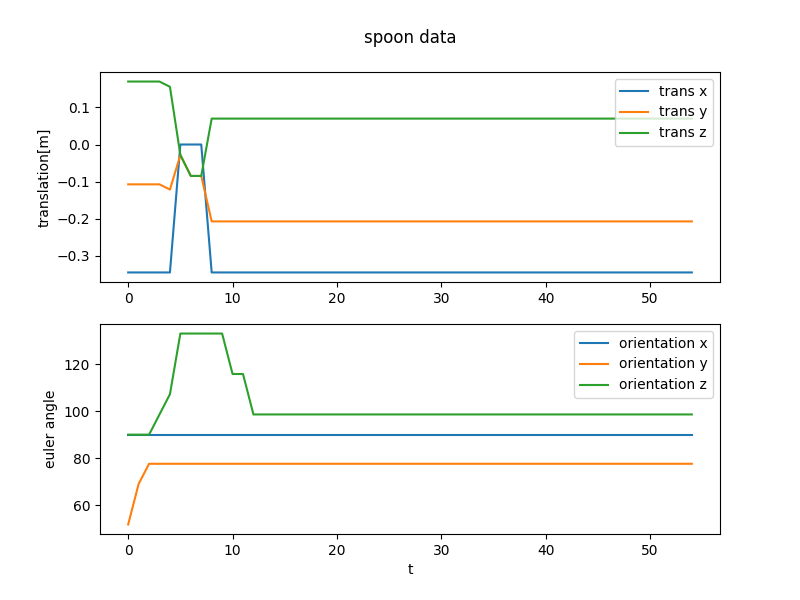 spoon data
translation[m]
0.1
0.0
−0.1
−0.2
−0.3
trans x
trans y
trans z
0 10 20 30 40 50
euler angle
120
100
80
60
orientation x
orientation y
orientation z
0 10 20 30 40 50
t